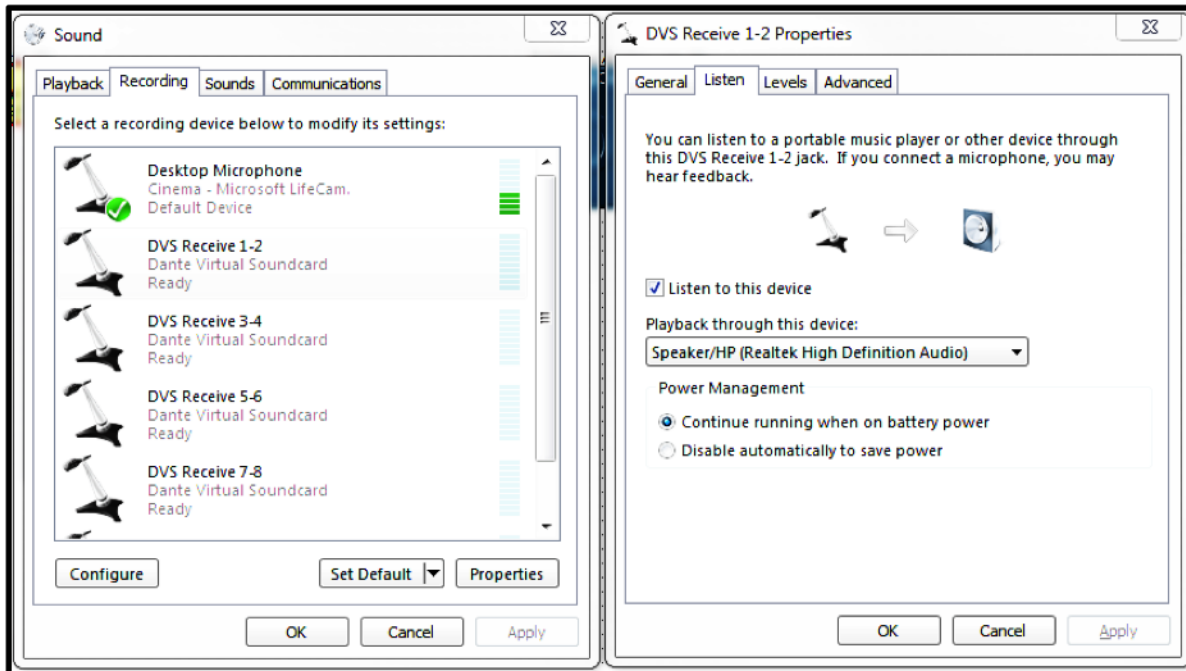 Sound
Playback
Recording
Sounds
Communications
Select a recording device below to modify its settings:
Desktop Microphone
Cinema - Microsoft LifeCam.
Default Device
DVS Receive 1-2
Dante Virtual Soundcard
Ready
DVS Receive 3-4
Dante Virtual Soundcard
Ready
DVS Receive 5-6
Dante Virtual Soundcard
Ready
DVS Receive 7-8
Dante Virtual Soundcard
Ready
Configure
Set Default
Properties
OK
Cancel
Apply
DVS Receive 1-2 Properties
General
Listen
Levels
Advanced
You can listen to a portable music player or other device through
this DVS Receive 1-2 jack. If you connect a microphone, you may
hear feedback.
Listen to this device
Playback through this device:
Speaker/HP (Realtek High Definition Audio)
Power Management
Continue running when on battery power
Disable automatically to save power
OK
Cancel
Apply